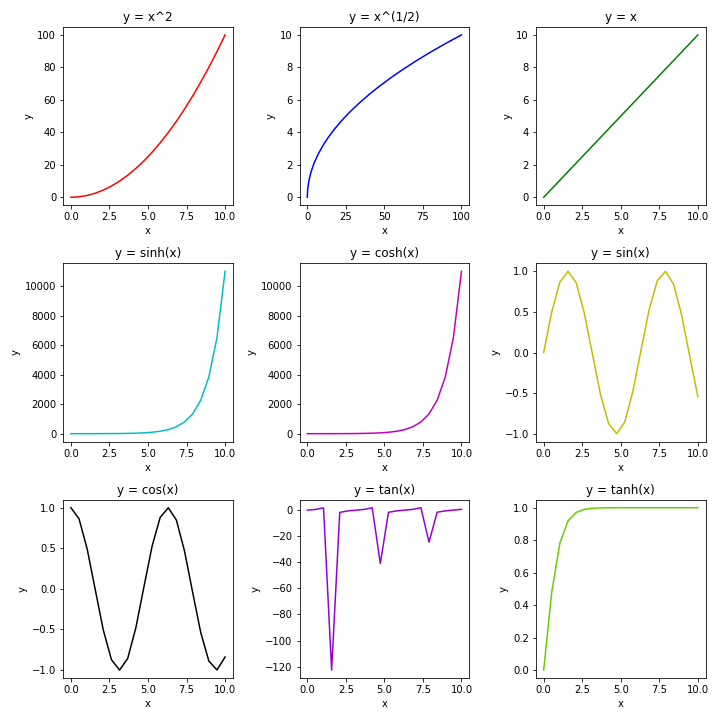 y = x^2
y = x^(1/2)
y = x
100
80
60
40
20
0
y
0.0 2.5 5.0 7.5 10.0
x
10
8
6
4
2
0
y
0 25 50 75 100
x
10
8
6
4
2
0
y
0.0 2.5 5.0 7.5 10.0
x
y = sinh(x)
y = cosh(x)
y = sin(x)
10000
8000
6000
4000
2000
0
y
0.0 2.5 5.0 7.5 10.0
x
10000
8000
6000
4000
2000
0
y
0.0 2.5 5.0 7.5 10.0
x
1.0
0.5
0.0
−0.5
−1.0
y
0.0 2.5 5.0 7.5 10.0
x
y = cos(x)
y = tan(x)
y = tanh(x)
1.0
0.5
0.0
−0.5
−1.0
y
0.0 2.5 5.0 7.5 10.0
x
0
−20
−40
−60
−80
−100
−120
y
0.0 2.5 5.0 7.5 10.0
x
1.0
0.8
0.6
0.4
0.2
0.0
y
0.0 2.5 5.0 7.5 10.0
x